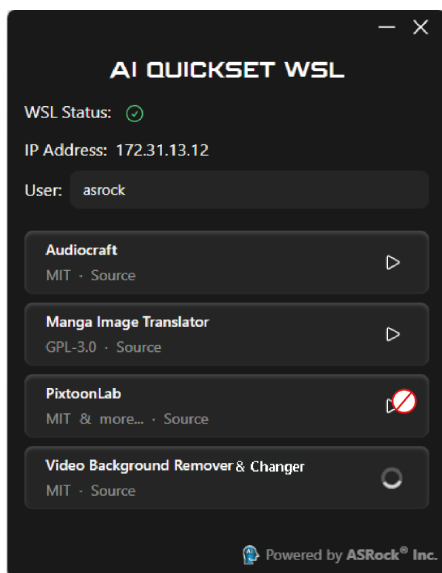 AI QUICKSET WSL
WSL Status:
IP Address: 172.31.13.12
User: asrock
Audiocraft
MIT · Source
Manga Image Translator
GPL-3.0 · Source
PixtoonLab
MIT & more... · Source
Video Background Remover & Changer
MIT · Source
Powered by ASRock® Inc.